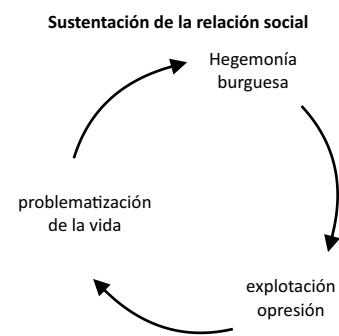 Sustentación de la relación social
Hegemonía
burguesa
problematización
de la vida
explotación
opresión